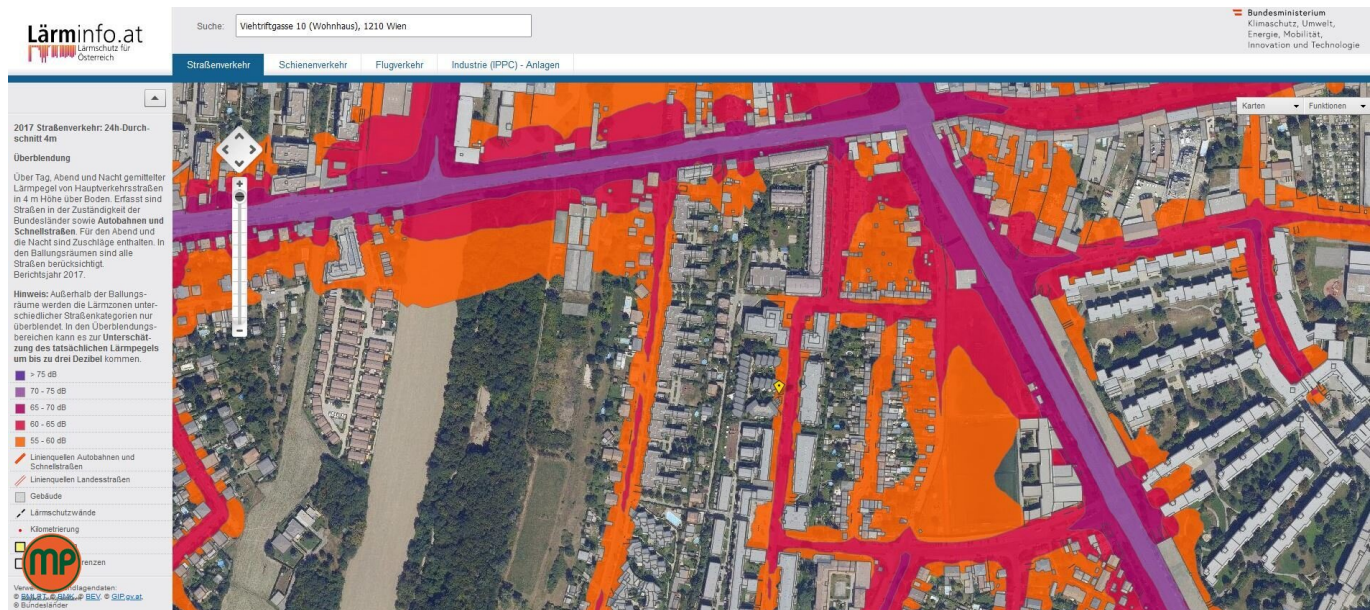 Lärminfo.at
Lärmschutz für
Österreich
Suche: Viehtriftgasse 10 (Wohnhaus), 1210 Wien
Bundesministerium
Klimaschutz, Umwelt,
Energie, Mobilität,
Innovation und Technologie
Straßenverkehr Schienenverkehr Flugverkehr Industrie (IPPC) - Anlagen
Karten Funktionen
2017 Straßenverkehr: 24h-Durch-
schnitt 4m
Überblendung
Über Tag, Abend und Nacht gemittelter
Lärmpegel von Hauptverkehrsstraßen
in 4 m Höhe über Boden. Erfasst sind
Straßen in der Zuständigkeit der
Bundesländer sowie Autobahnen und
Schnellstraßen. Für den Abend und
die Nacht sind Zuschläge enthalten. In
den Ballungsräumen sind alle
Straßen berücksichtigt.
Berichtsjahr 2017.
Hinweis: Außerhalb der Ballungs-
räume werden die Lärmzonen unter-
schiedlicher Straßenkategorien nur
überblendet. In den Überblendungs-
bereichen kann es zur Unterschät-
zung des tatsächlichen Lärmpegels
um bis zu drei Dezibel kommen.
> 75 dB
70 - 75 dB
65 - 70 dB
60 - 65 dB
55 - 60 dB
Linienquellen Autobahnen und
Schnellstraßen
Linienquellen Landesstraßen
Gebäude
Lärmschutzwände
Kilometrierung
MP
renzen
© BEV, © GIP.gv.at,
© Bundesländer